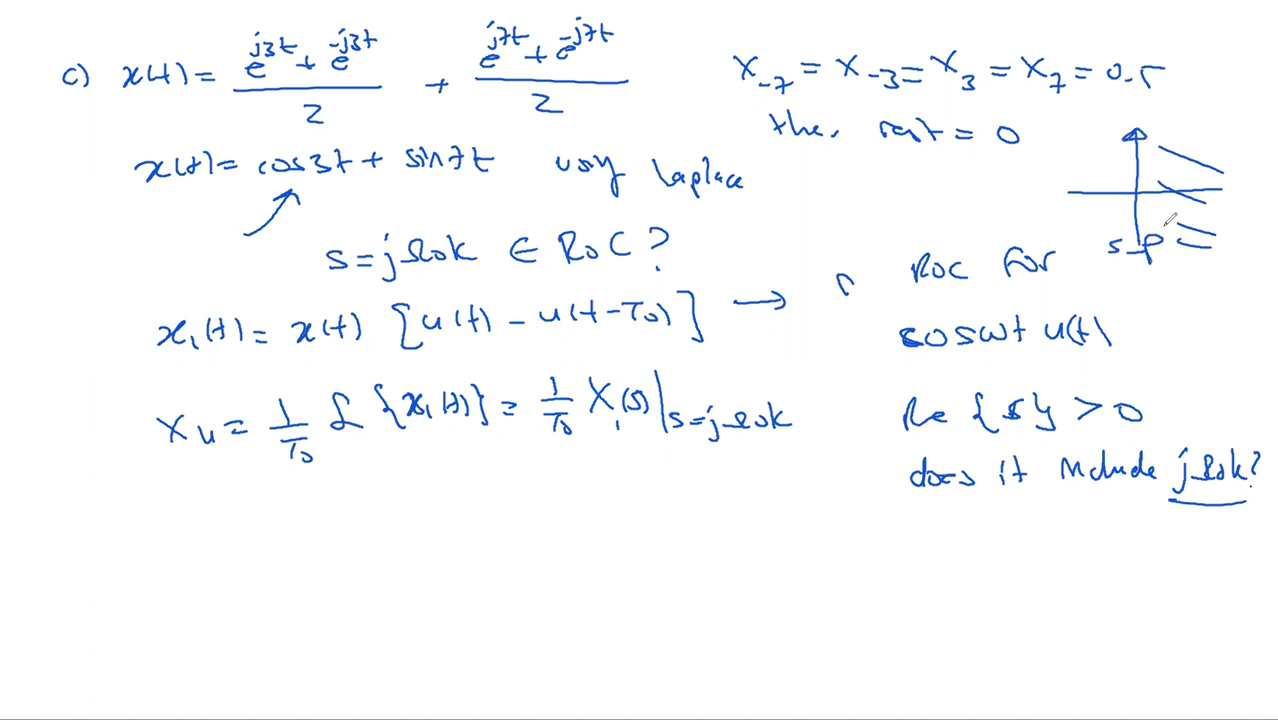 c) x(t) = (e^{j3t} + e^{-j3t})/2 + (e^{j7t} + e^{-j7t})/2
X_{-7} = X_{-3} = X_3 = X_7 = 0.5
the rest = 0
x(t) = cos3t + sin7t using laplace
s = jΩ0k ∈ ROC ?
s-p
x₁(t) = x(t) [u(t) - u(t-T0)] →
ROC for
coswt u(t)
Re {s} > 0
does it include jΩ0k?
X_k = 1/T0 £ {x₁(t)} = 1/T0 X₁(s)|_{s=jΩ0k}